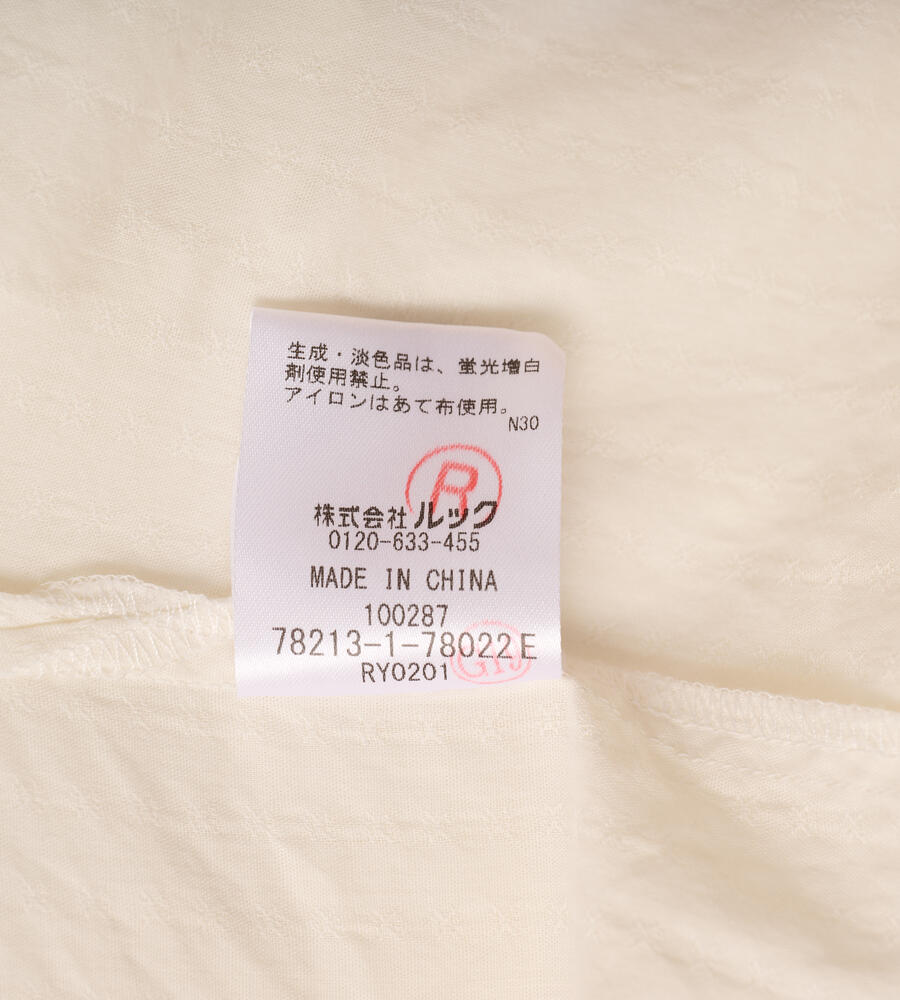 生成・淡色品は、蛍光増白
剤使用禁止。
アイロンはあて布使用。
N30
R
株式会社ルック
0120-633-455
MADE IN CHINA
100287
78213-1-78022E
RY0201